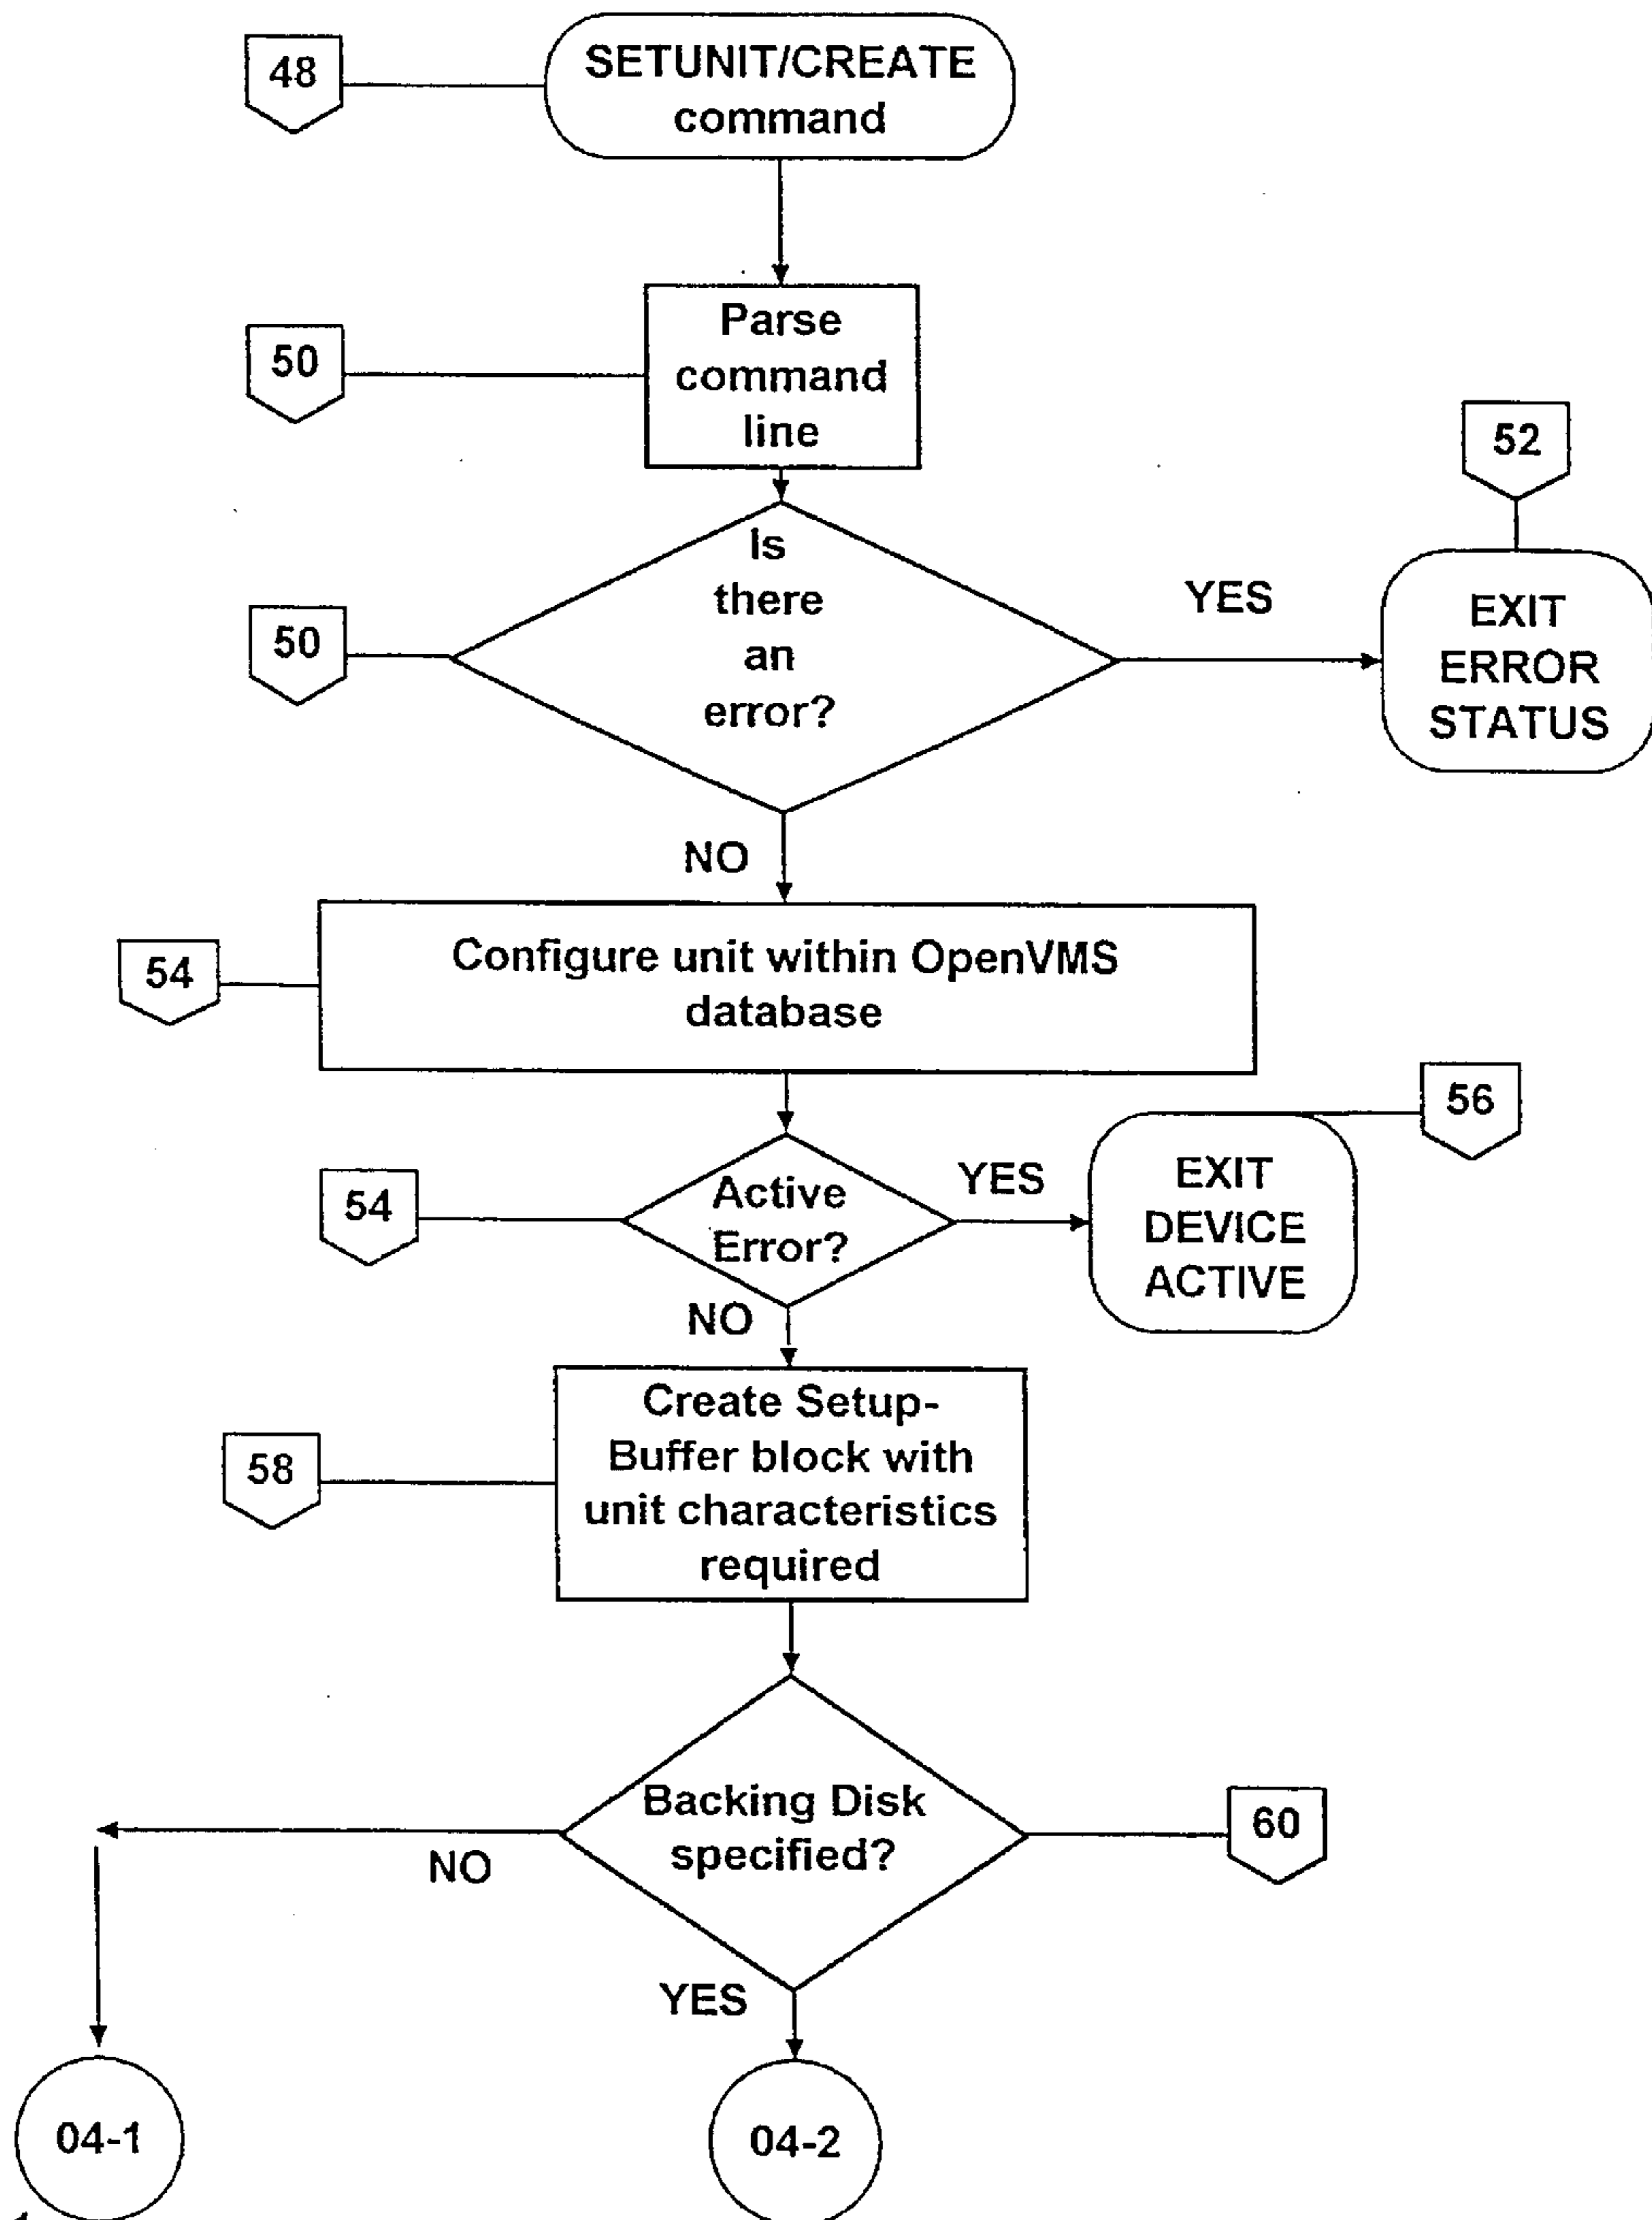 48
SETUNIT/CREATE
command
50
Parse
command
line
52
50
Is
there
an
error?
YES
EXIT
ERROR
STATUS
NO
54
Configure unit within OpenVMS
database
56
54
Active
Error?
YES
EXIT
DEVICE
ACTIVE
NO
58
Create Setup-
Buffer block with
unit characteristics
required
Backing Disk
specified?
60
NO
YES
04-1
04-2